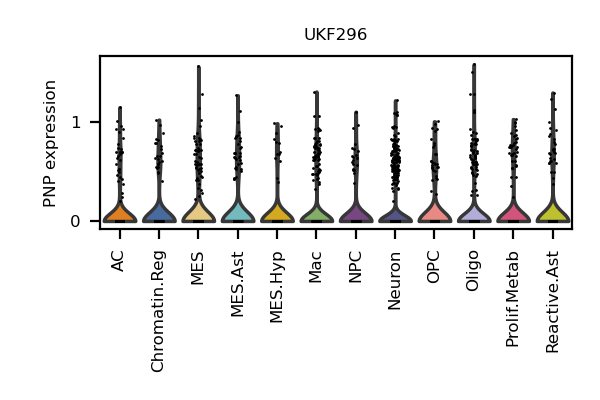 UKF296
PNP expression
1
0
AC
Chromatin.Reg
MES
MES.Ast
MES.Hyp
Mac
NPC
Neuron
OPC
Oligo
Prolif.Metab
Reactive.Ast